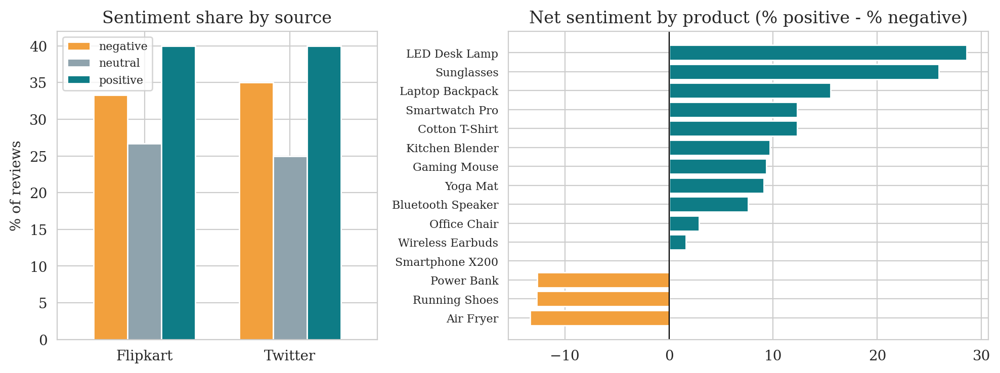 Sentiment share by source
negative
neutral
positive
% of reviews
40
35
30
25
20
15
10
5
0
Flipkart
Twitter
Net sentiment by product (% positive - % negative)
LED Desk Lamp
Sunglasses
Laptop Backpack
Smartwatch Pro
Cotton T-Shirt
Kitchen Blender
Gaming Mouse
Yoga Mat
Bluetooth Speaker
Office Chair
Wireless Earbuds
Smartphone X200
Power Bank
Running Shoes
Air Fryer
−10
0
10
20
30